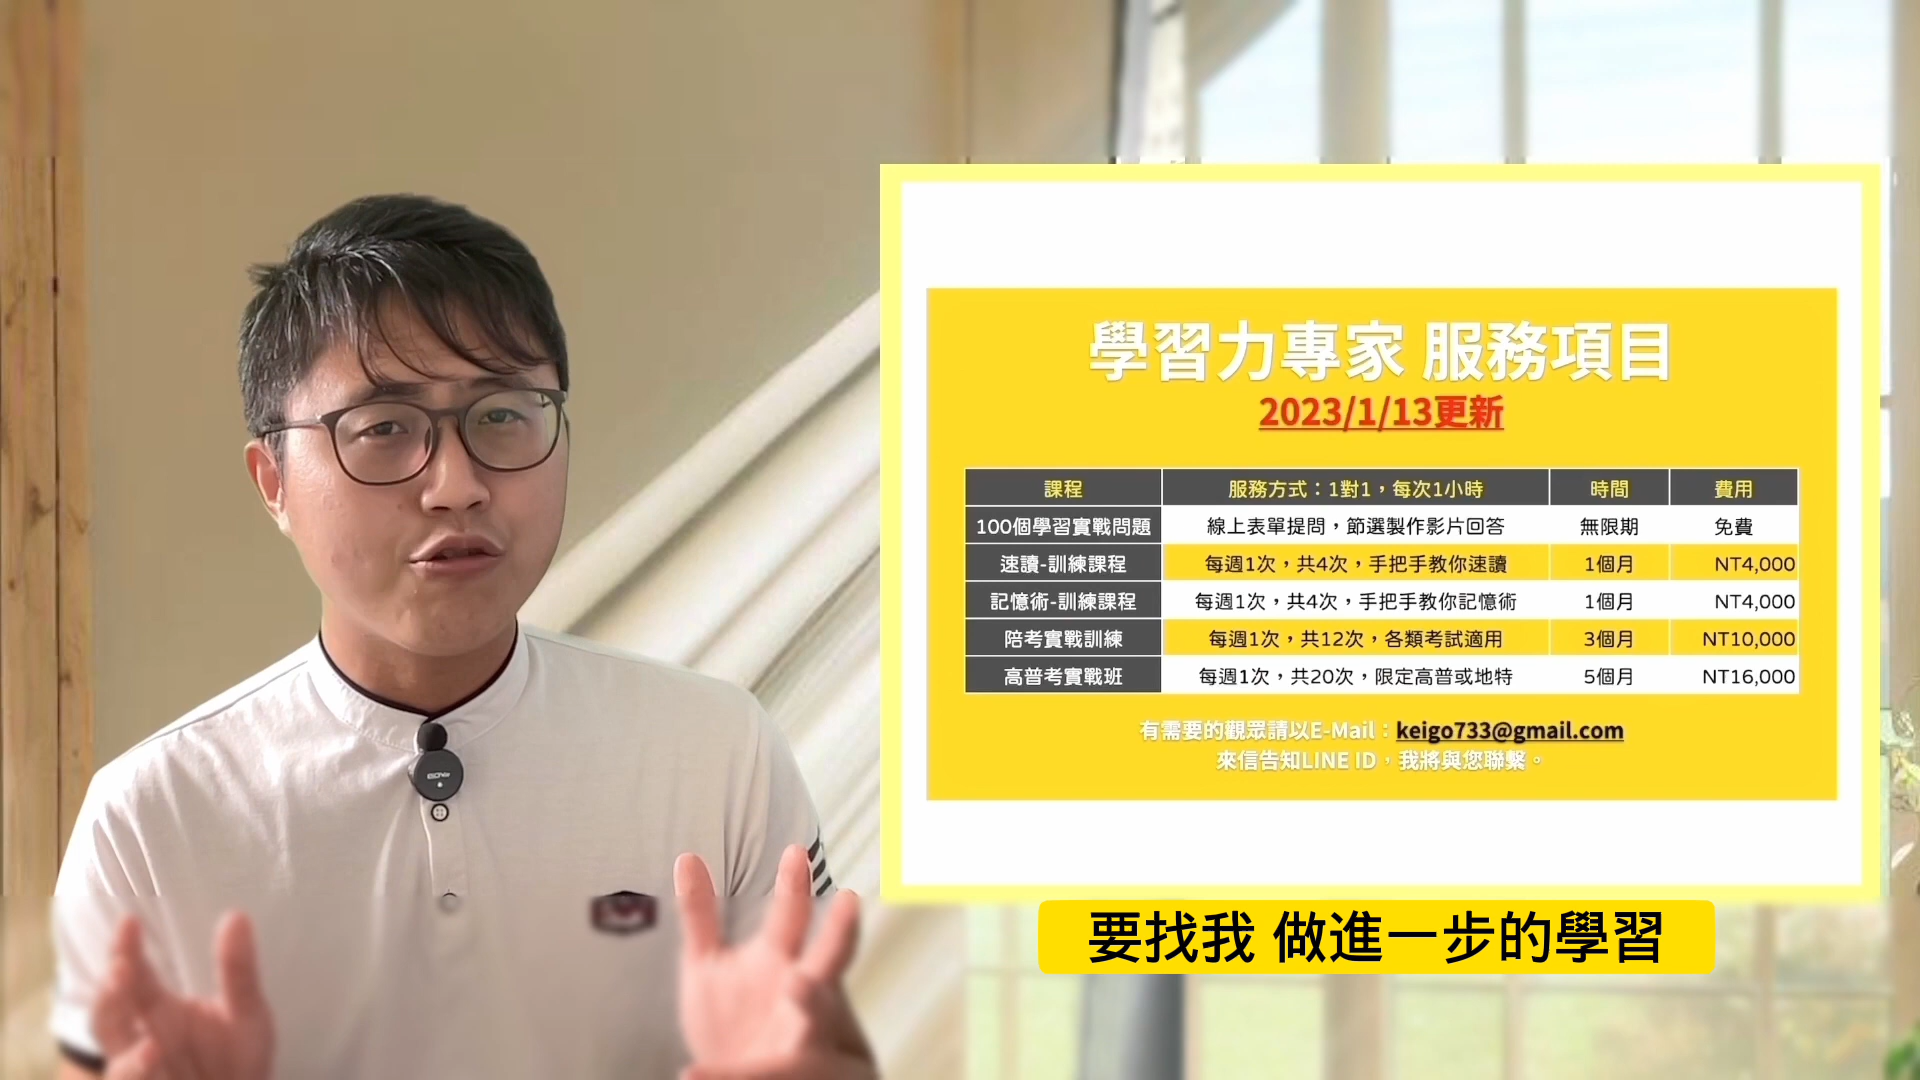 學習力專家 服務項目
2023/1/13更新
課程 服務方式：1對1，每次1小時 時間 費用
100個學習實戰問題 線上表單提問，節選製作影片回答 無限期 免費
速讀-訓練課程 每週1次，共4次，手把手教你速讀 1個月 NT4,000
記憶術-訓練課程 每週1次，共4次，手把手教你記憶術 1個月 NT4,000
陪考實戰訓練 每週1次，共12次，各類考試適用 3個月 NT10,000
高普考實戰班 每週1次，共20次，限定高普或地特 5個月 NT16,000
有需要的觀眾請以E-Mail：keigo733@gmail.com
來信告知LINE ID，我將與您聯繫。
要找我 做進一步的學習